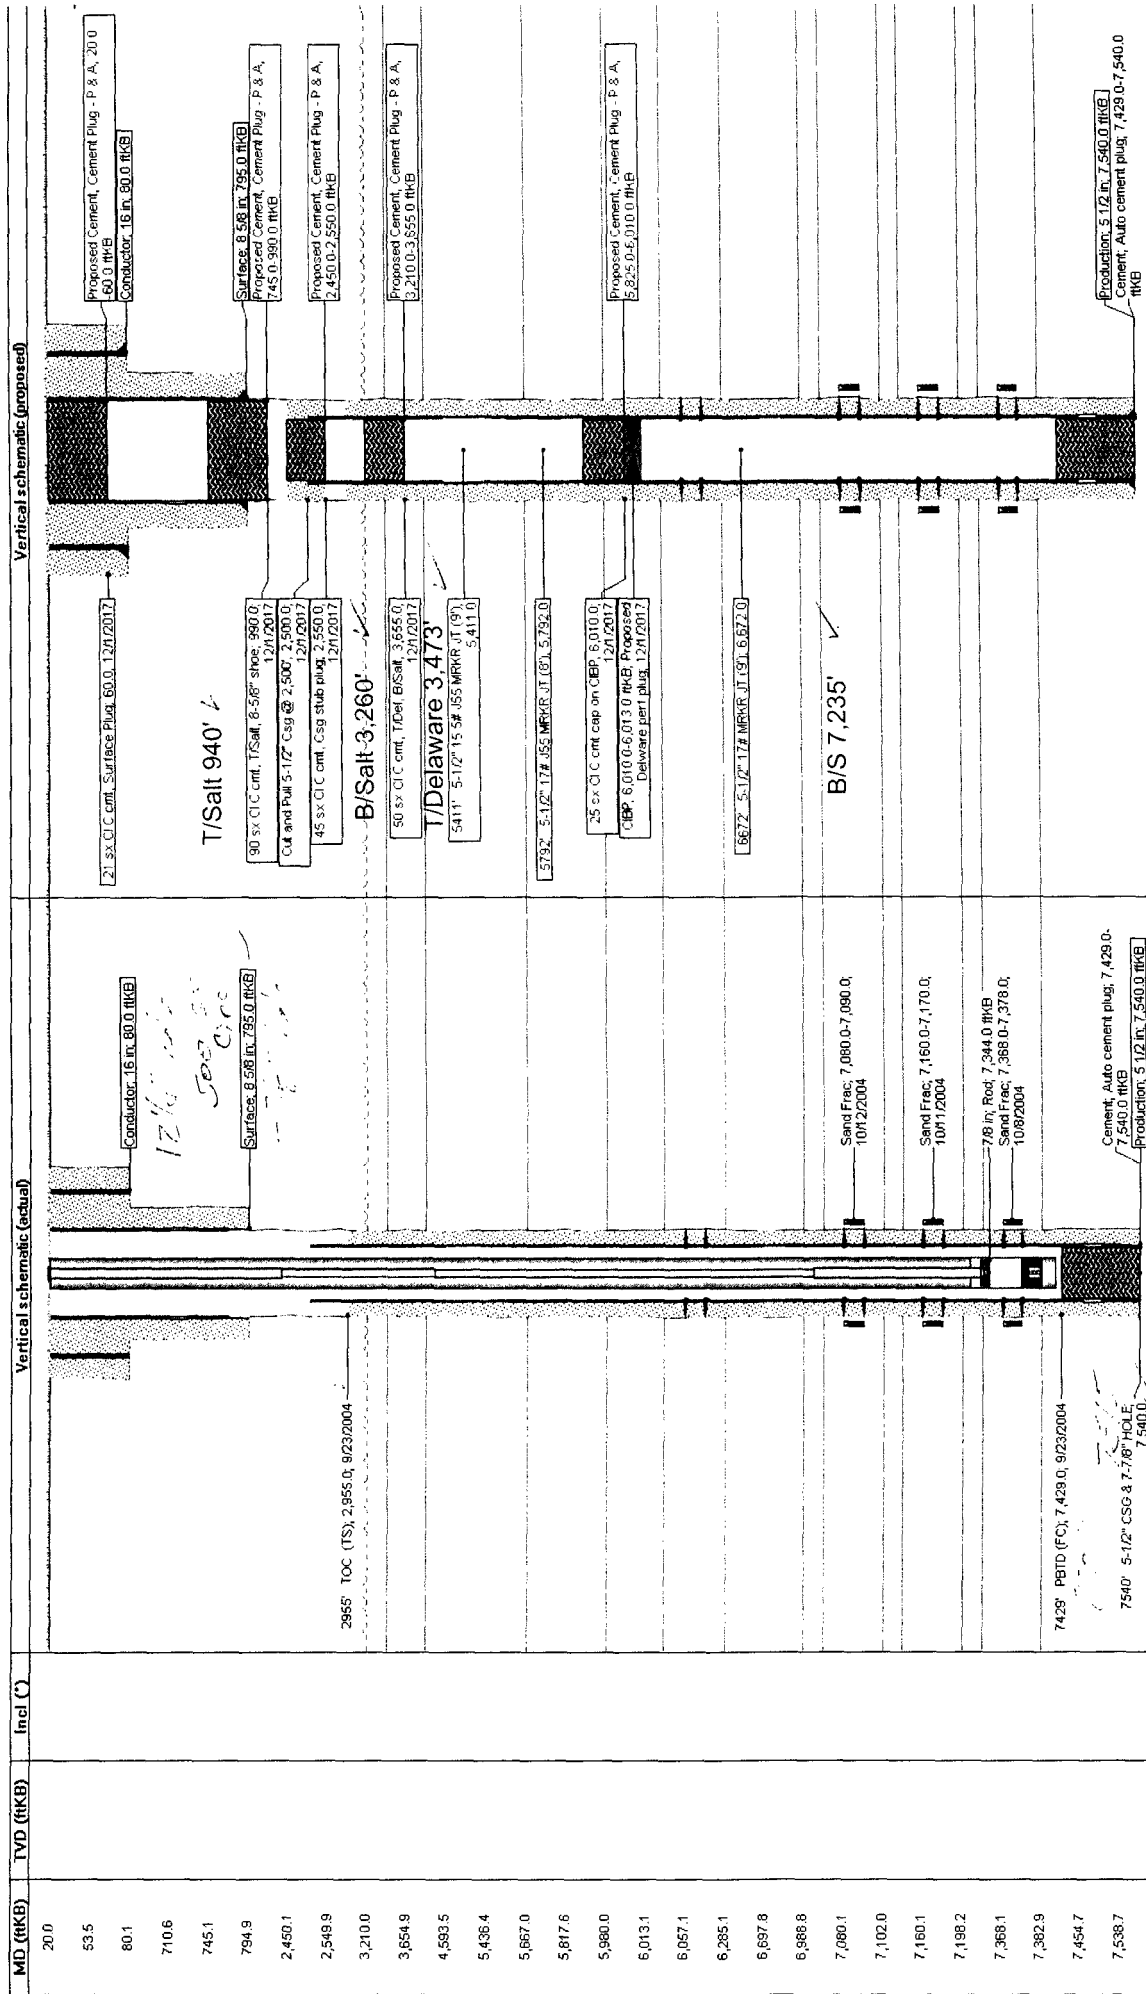 MD (ftKB)
TVD (ftKB)
Incl (°)
Vertical schematic (actual)
Vertical schematic (proposed)
20.0
53.5
80.1
710.6
745.1
794.9
2,450.1
2,549.9
3,210.0
3,654.9
4,593.5
5,436.4
5,667.0
5,817.6
5,980.0
6,013.1
6,057.1
6,285.1
6,697.8
6,988.8
7,080.1
7,102.0
7,160.1
7,198.2
7,368.1
7,382.9
7,454.7
7,538.7
2955' TOC (TS); 2,955.0; 9/23/2004
7429' PBTD (FC); 7,429.0; 9/23/2004
7540' 5-1/2" CSG & 7-7/8" HOLE;
7,540.0
Conductor; 16 in; 80.0 ftKB
Circ
Surface; 8 5/8 in; 795.0 ftKB
Sand Frac; 7,080.0-7,090.0;
10/12/2004
Sand Frac; 7,160.0-7,170.0;
10/11/2004
7/8 in; Rod; 7,344.0 ftKB
Sand Frac; 7,368.0-7,378.0;
10/8/2004
Cement; Auto cement plug; 7,429.0-
7,540.0 ftKB
Production; 5 1/2 in; 7,540.0 ftKB
21 sx Cl C cmt, Surface Plug; 60.0; 12/1/2017
T/Salt 940'
90 sx Cl C cmt, T/Salt, 8-5/8" shoe; 990.0;
12/1/2017
Cut and Pull 5-1/2" Csg @ 2,500'; 2,500.0;
12/1/2017
45 sx Cl C cmt, Csg stub plug; 2,550.0;
12/1/2017
B/Salt 3,260'
50 sx Cl C cmt, T/Del, B/Salt; 3,655.0;
12/1/2017
T/Delaware 3,473'
5411' 5-1/2" 15.5# J55 MRKR JT (9');
5,411.0
5792' 5-1/2" 17# J55 MRKR JT (8'); 5,792.0
25 sx Cl C cmt cap on CIBP; 6,010.0;
12/1/2017
CIBP; 6,010.0-6,013.0 ftKB; Proposed
Delware perf plug; 12/1/2017
6672' 5-1/2" 17# MRKR JT (9'); 6,672.0
B/S 7,235'
Proposed Cement, Cement Plug - P & A, 20.0
-60.0 ftKB
Conductor; 16 in; 80.0 ftKB
Surface; 8 5/8 in; 795.0 ftKB
Proposed Cement, Cement Plug - P & A,
745.0-990.0 ftKB
Proposed Cement, Cement Plug - P & A,
2,450.0-2,550.0 ftKB
Proposed Cement, Cement Plug - P & A,
3,210.0-3,655.0 ftKB
Proposed Cement, Cement Plug - P & A,
5,825.0-6,010.0 ftKB
Production; 5 1/2 in; 7,540.0 ftKB
Cement; Auto cement plug; 7,429.0-7,540.0
ftKB